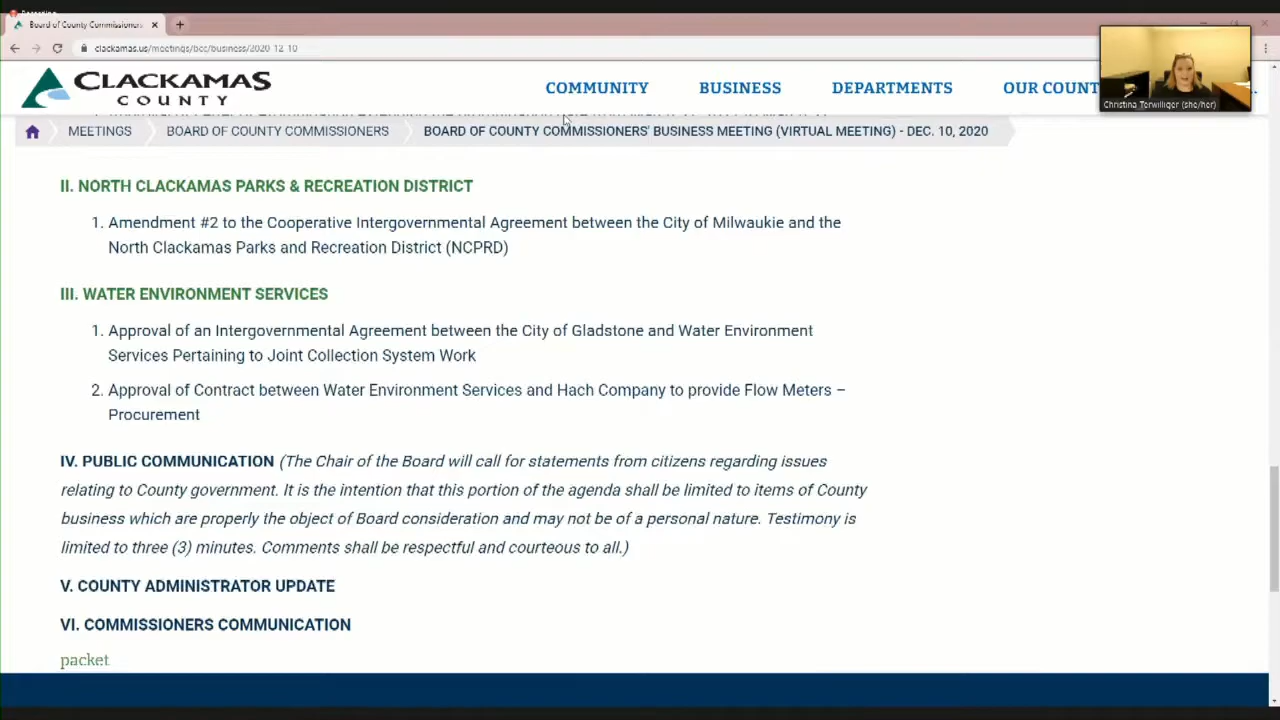 Recording
Board of County Commissioners
clackamas.us/meetings/bcc/business/2020-12-10
CLACKAMAS
COUNTY
COMMUNITY
BUSINESS
DEPARTMENTS
OUR COUNT
Christina Terwilliger (she/her)
MEETINGS
BOARD OF COUNTY COMMISSIONERS
BOARD OF COUNTY COMMISSIONERS' BUSINESS MEETING (VIRTUAL MEETING) - DEC. 10, 2020
II. NORTH CLACKAMAS PARKS & RECREATION DISTRICT
1. Amendment #2 to the Cooperative Intergovernmental Agreement between the City of Milwaukie and the
North Clackamas Parks and Recreation District (NCPRD)
III. WATER ENVIRONMENT SERVICES
1. Approval of an Intergovernmental Agreement between the City of Gladstone and Water Environment
Services Pertaining to Joint Collection System Work
2. Approval of Contract between Water Environment Services and Hach Company to provide Flow Meters –
Procurement
IV. PUBLIC COMMUNICATION (The Chair of the Board will call for statements from citizens regarding issues
relating to County government. It is the intention that this portion of the agenda shall be limited to items of County
business which are properly the object of Board consideration and may not be of a personal nature. Testimony is
limited to three (3) minutes. Comments shall be respectful and courteous to all.)
V. COUNTY ADMINISTRATOR UPDATE
VI. COMMISSIONERS COMMUNICATION
packet